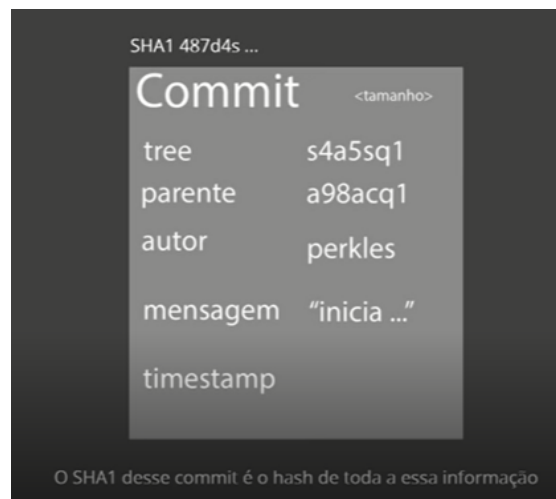 SHA1 487d4s ...
Commit <tamanho>
tree s4a5sq1
parente a98acq1
autor perkles
mensagem “inicia ...”
timestamp
O SHA1 desse commit é o hash de toda a essa informação